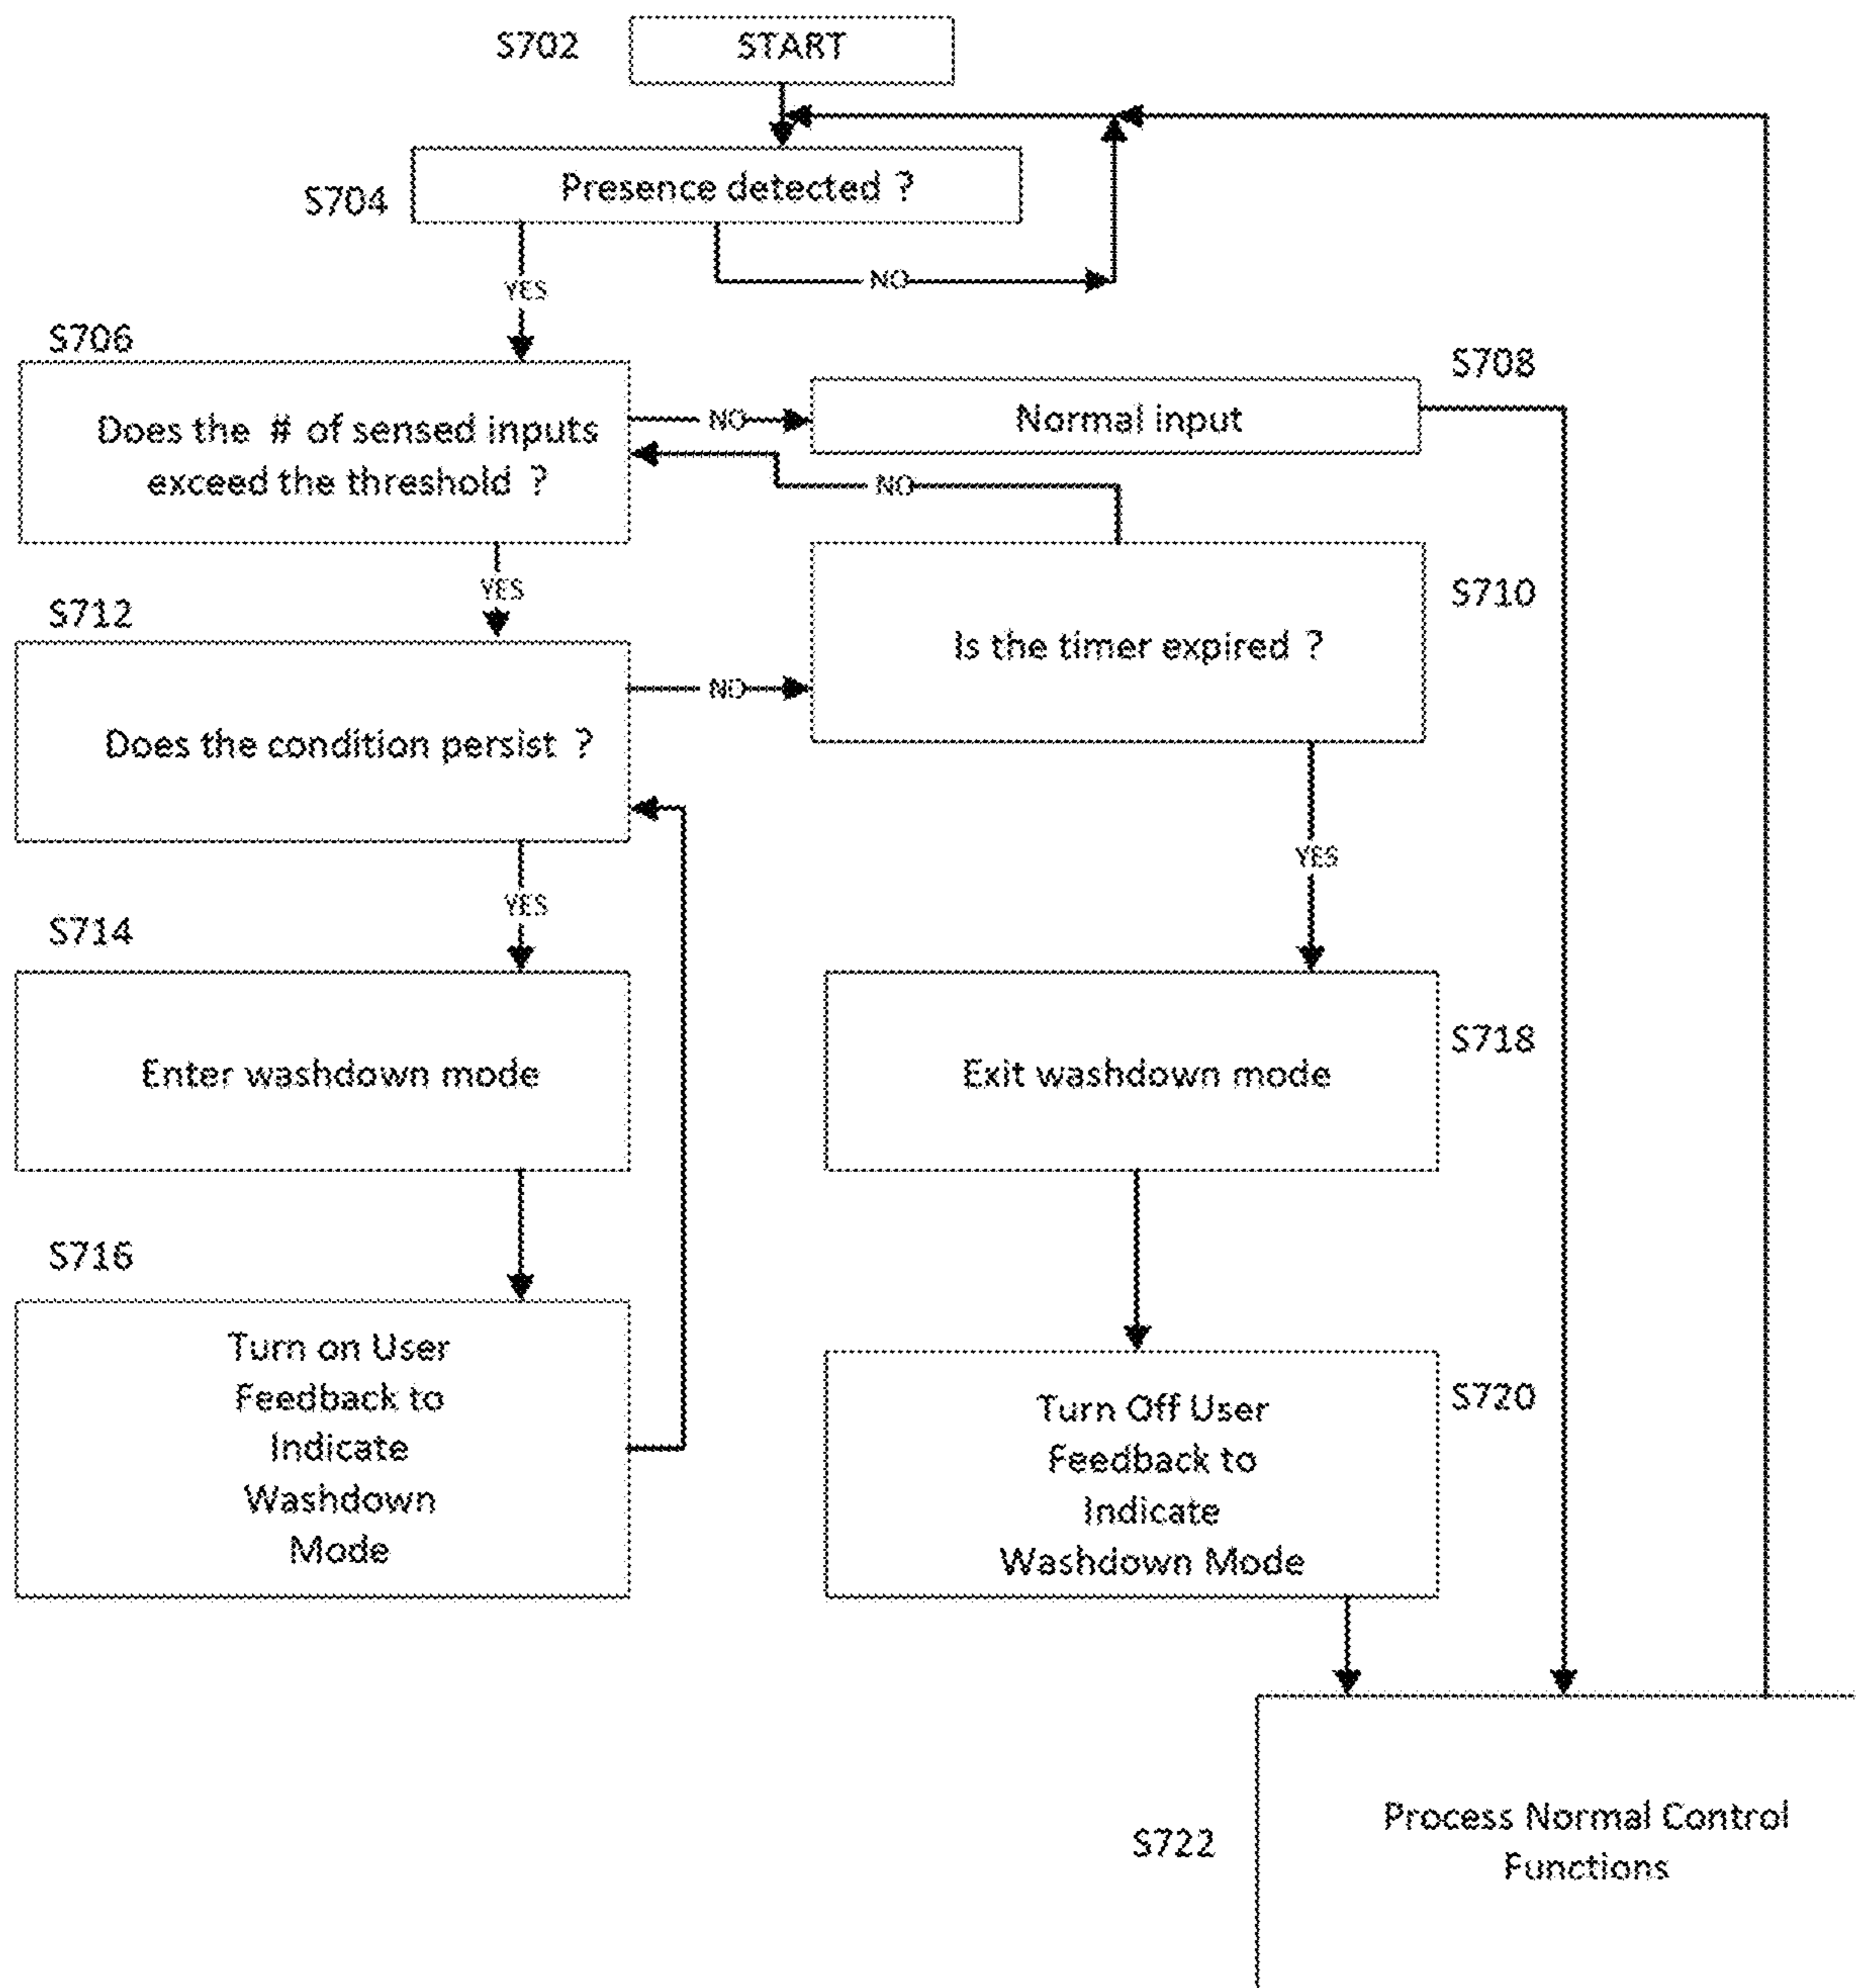 S702
START
S704
Presence detected ?
NO
YES
S706
Does the # of sensed inputs
exceed the threshold ?
NO
Normal input
S708
NO
YES
Is the timer expired ?
S710
S712
Does the condition persist ?
NO
YES
YES
S714
Enter washdown mode
Exit washdown mode
S718
S716
Turn on User
Feedback to
Indicate
Washdown
Mode
Turn Off User
Feedback to
Indicate
Washdown Mode
S720
S722
Process Normal Control
Functions